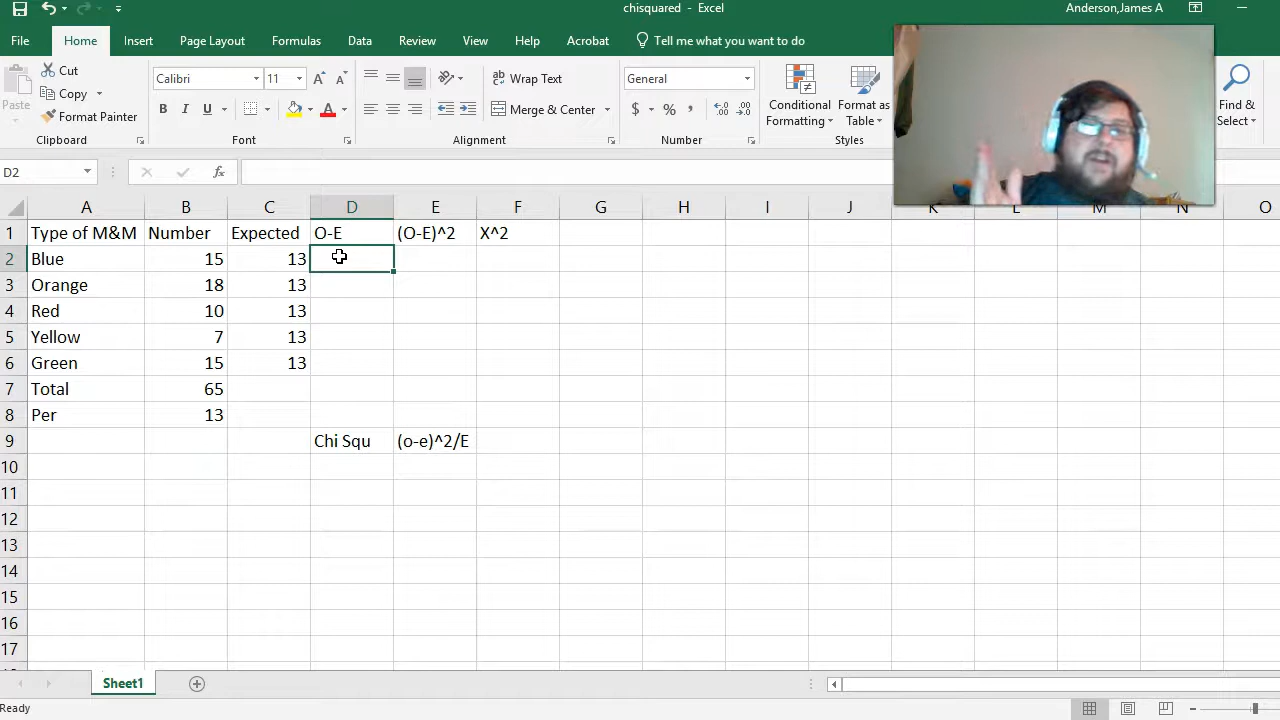 chisquared - Excel
Anderson,James A
File Home Insert Page Layout Formulas Data Review View Help Acrobat Tell me what you want to do
Paste
Cut
Copy
Format Painter
Clipboard
Calibri 11
B I U
Font
Wrap Text
Merge & Center
Alignment
General
$ % ,
Number
Conditional Formatting
Format as Table
Styles
Find & Select
D2
fx
A B C D E F G H I J K L M N O
1 Type of M&M Number Expected O-E (O-E)^2 X^2
2 Blue 15 13
3 Orange 18 13
4 Red 10 13
5 Yellow 7 13
6 Green 15 13
7 Total 65
8 Per 13
9 Chi Squ (o-e)^2/E
10
11
12
13
14
15
16
17
Sheet1
Ready